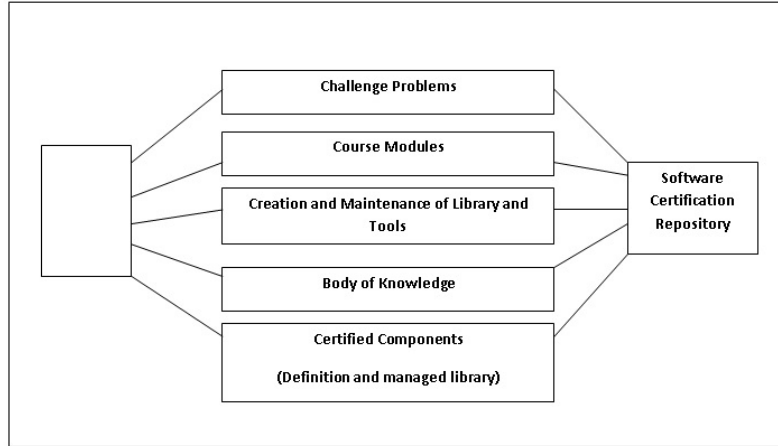 Challenge Problems
Course Modules
Creation and Maintenance of Library and
Tools
Body of Knowledge
Certified Components
(Definition and managed library)
Software
Certification
Repository